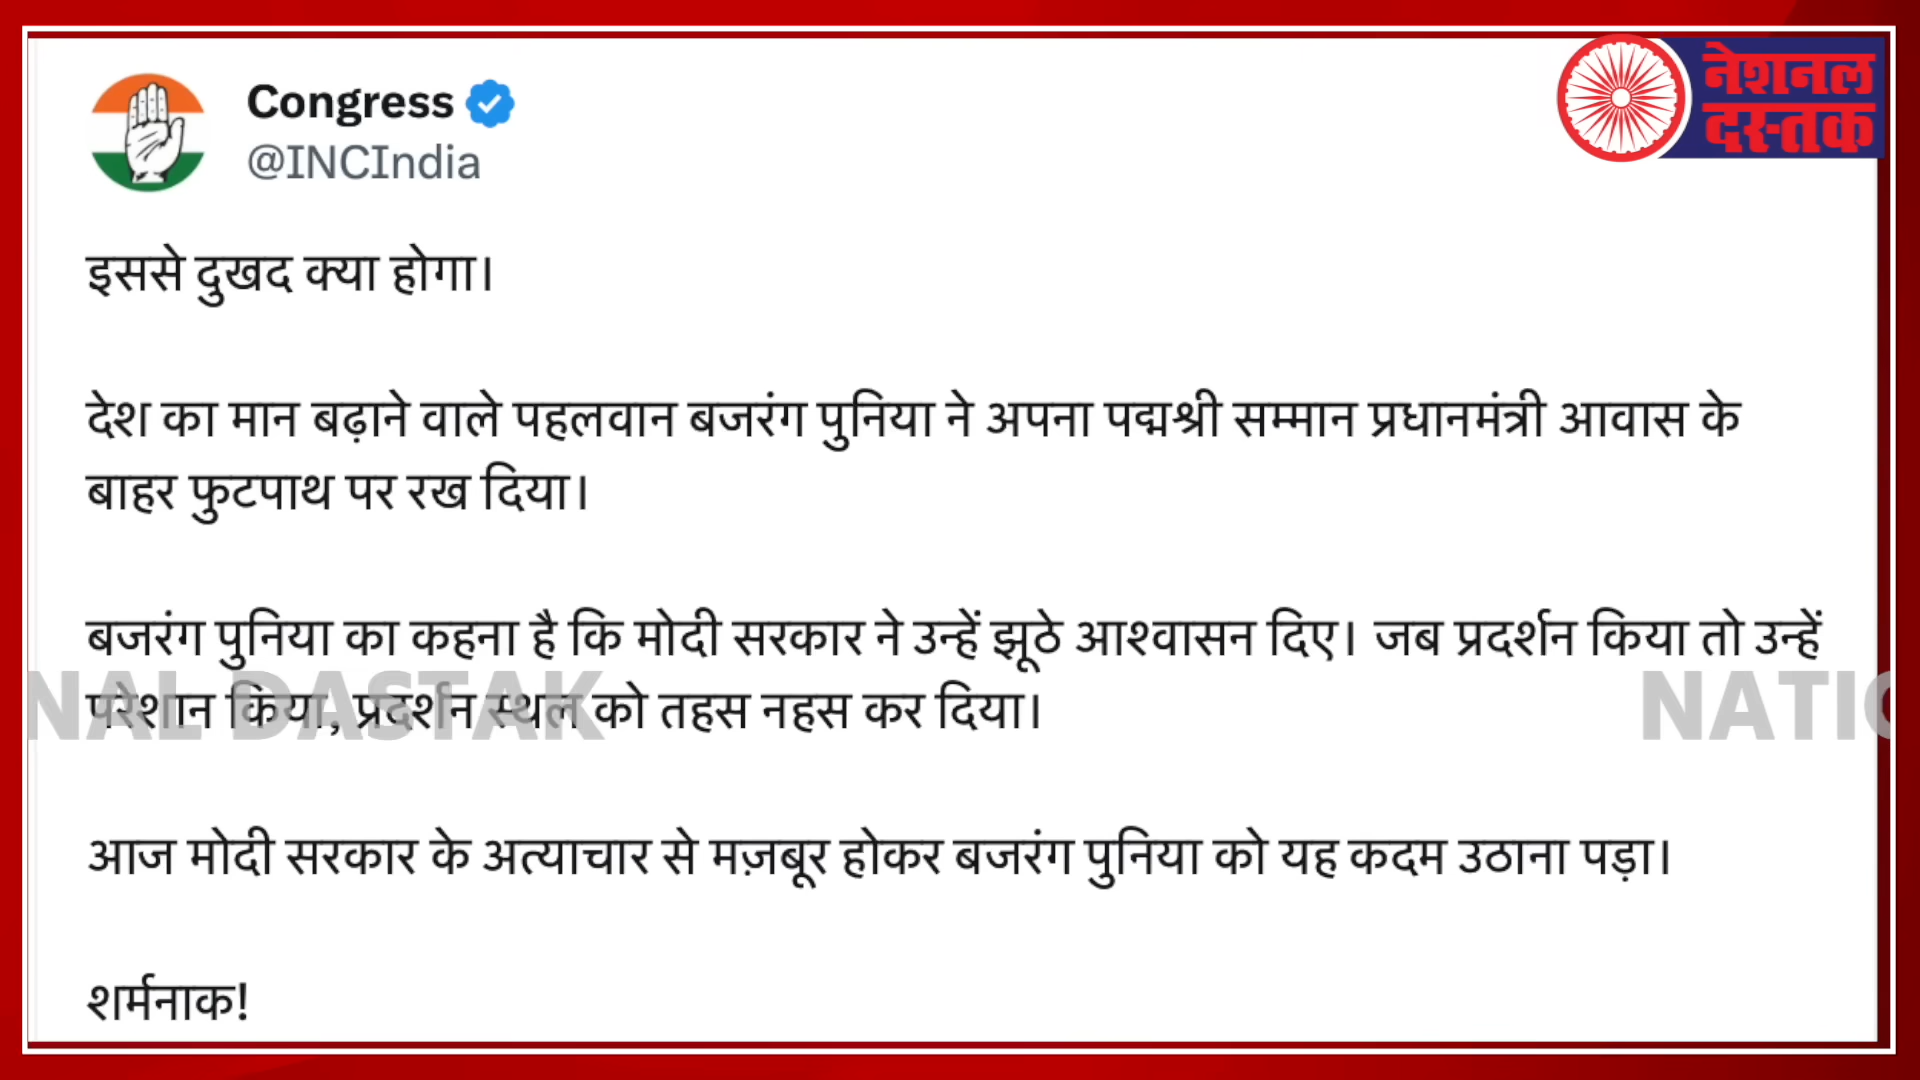 Congress
@INCIndia
नेशनल
दस्तक
इससे दुखद क्या होगा।
देश का मान बढ़ाने वाले पहलवान बजरंग पुनिया ने अपना पद्मश्री सम्मान प्रधानमंत्री आवास के
बाहर फुटपाथ पर रख दिया।
बजरंग पुनिया का कहना है कि मोदी सरकार ने उन्हें झूठे आश्वासन दिए। जब प्रदर्शन किया तो उन्हें
परेशान किया, प्रदर्शन स्थल को तहस नहस कर दिया।
NAL DASTAK
NATIO
आज मोदी सरकार के अत्याचार से मज़बूर होकर बजरंग पुनिया को यह कदम उठाना पड़ा।
शर्मनाक!